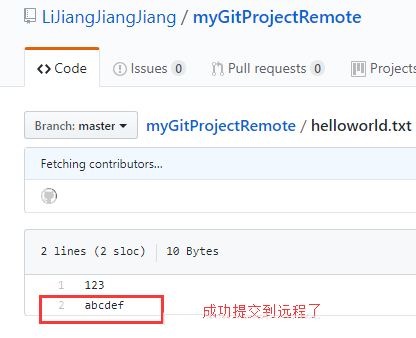 LiJiangJiangJiang / myGitProjectRemote
Code Issues 0 Pull requests 0 Projects
Branch: master myGitProjectRemote / helloworld.txt
Fetching contributors...
2 lines (2 sloc) 10 Bytes
1 123
2 abcdef 成功提交到远程了